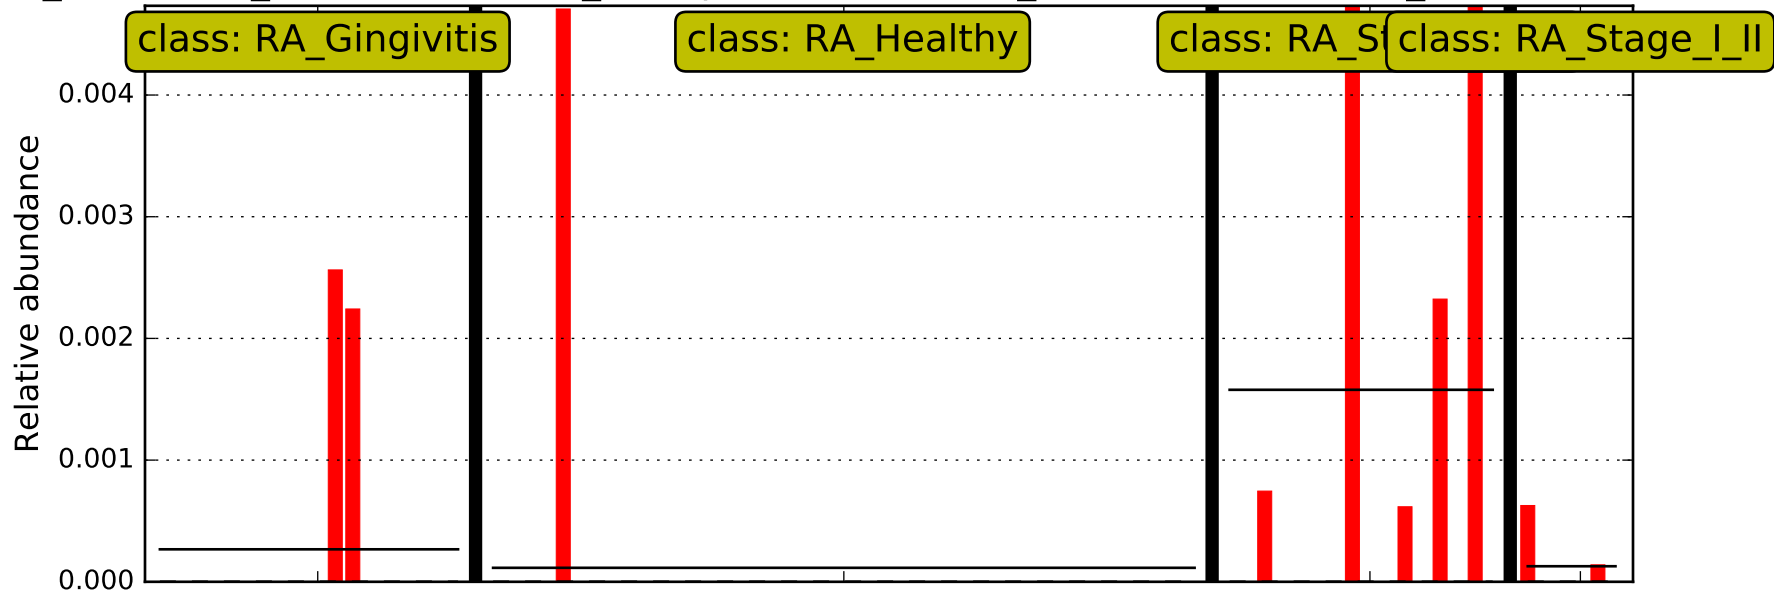 class: RA_Gingivitis
class: RA_Healthy
class: RA_St
class: RA_Stage_I_II
Relative abundance
0.004
0.003
0.002
0.001
0.000